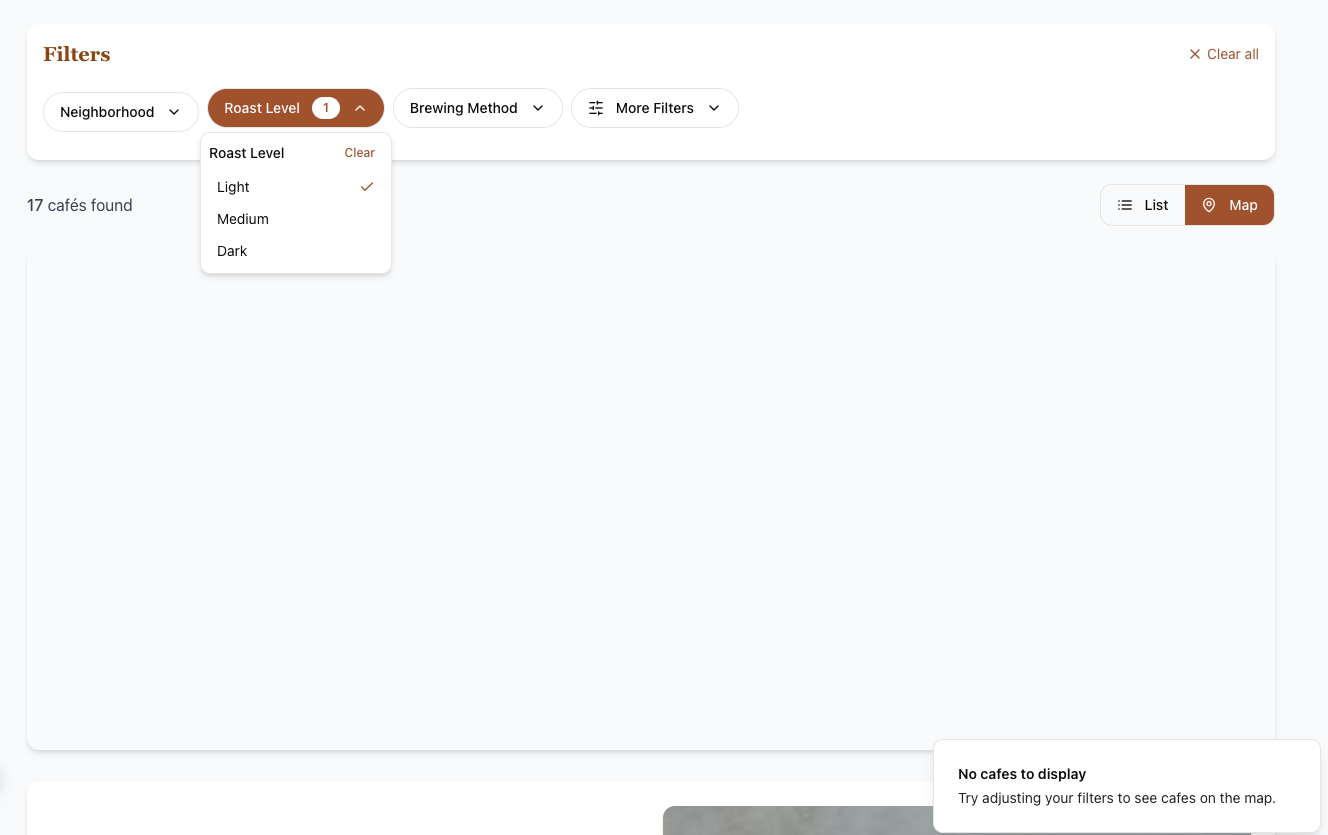 Filters
Clear all
Neighborhood
Roast Level 1
Brewing Method
More Filters
Roast Level Clear
Light
Medium
Dark
17 cafés found
List
Map
No cafes to display
Try adjusting your filters to see cafes on the map.